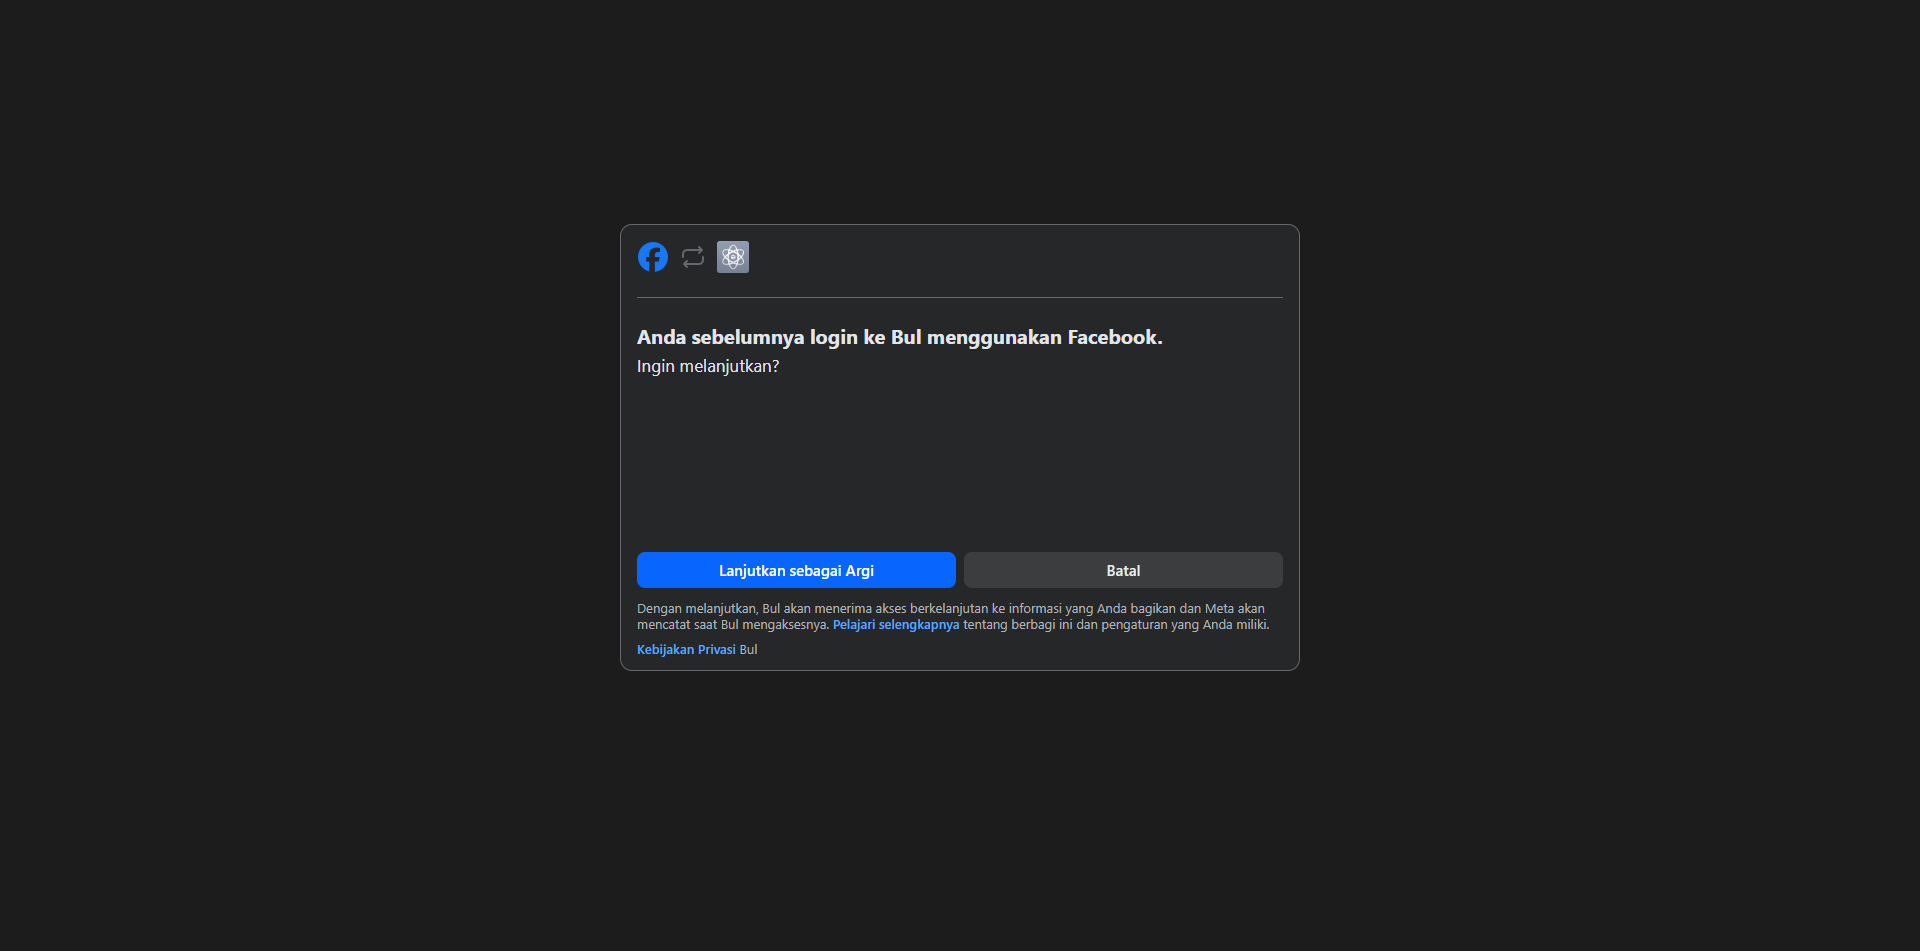 Anda sebelumnya login ke Bul menggunakan Facebook.
Ingin melanjutkan?
Lanjutkan sebagai Argi
Batal
Dengan melanjutkan, Bul akan menerima akses berkelanjutan ke informasi yang Anda bagikan dan Meta akan
mencatat saat Bul mengaksesnya. Pelajari selengkapnya tentang berbagi ini dan pengaturan yang Anda miliki.
Kebijakan Privasi Bul